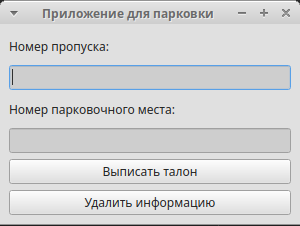 Приложение для парковки
Номер пропуска:
Номер парковочного места:
Выписать талон
Удалить информацию